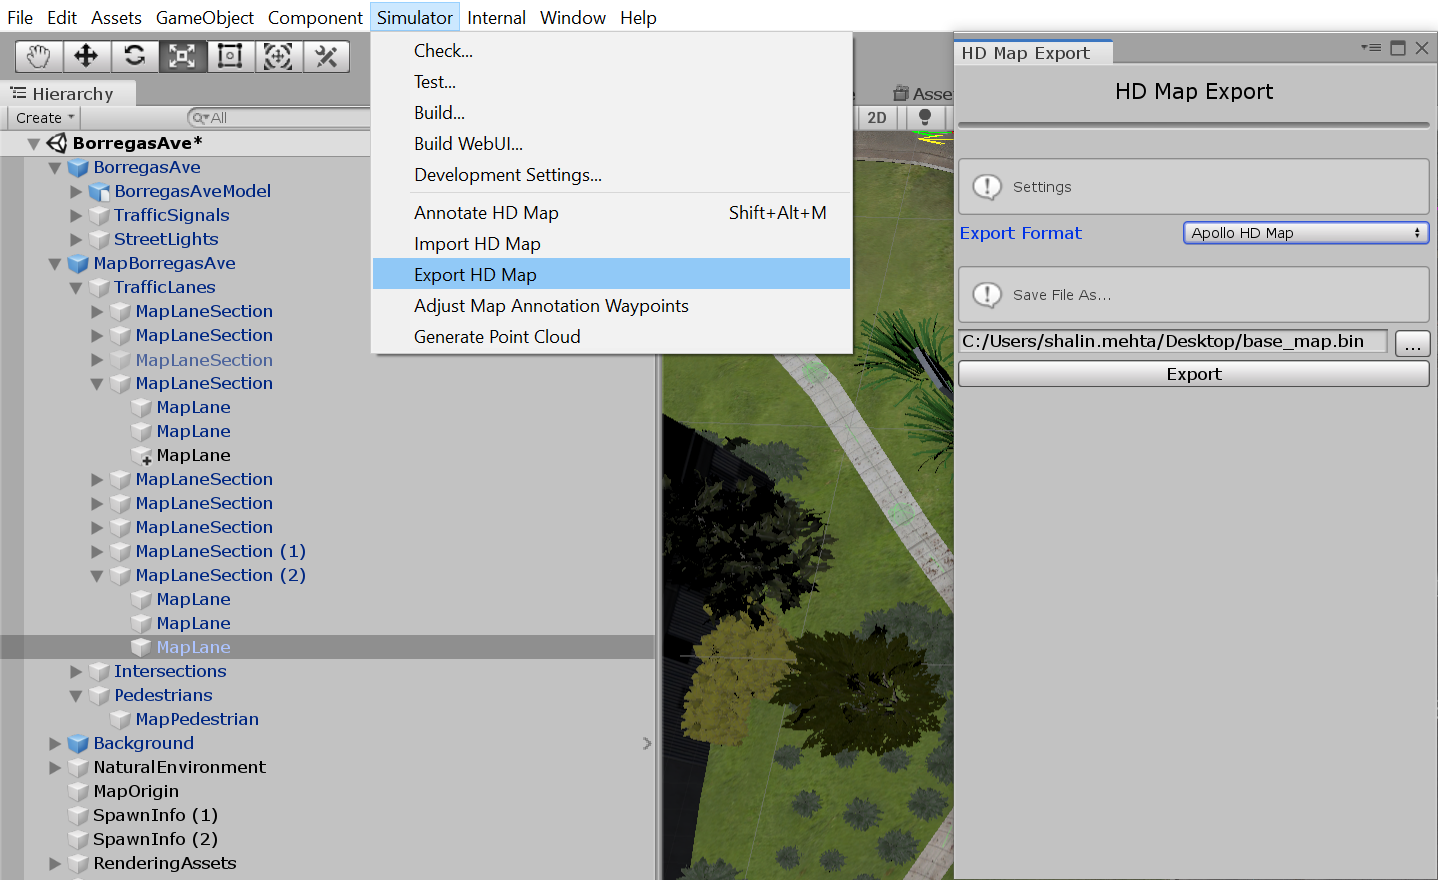 File Edit Assets GameObject Component Simulator Internal Window Help
Check...
Test...
Build...
Build WebUI...
Development Settings...
Annotate HD Map Shift+Alt+M
Import HD Map
Export HD Map
Adjust Map Annotation Waypoints
Generate Point Cloud
Hierarchy
Create All
BorregasAve*
BorregasAve
BorregasAveModel
TrafficSignals
StreetLights
MapBorregasAve
TrafficLanes
MapLaneSection
MapLaneSection
MapLaneSection
MapLaneSection
MapLane
MapLane
MapLane
MapLaneSection
MapLaneSection
MapLaneSection
MapLaneSection (1)
MapLaneSection (2)
MapLane
MapLane
MapLane
Intersections
Pedestrians
MapPedestrian
Background
NaturalEnvironment
MapOrigin
SpawnInfo (1)
SpawnInfo (2)
RenderingAssets
Asse
2D
HD Map Export
HD Map Export
Settings
Export Format Apollo HD Map
Save File As...
C:/Users/shalin.mehta/Desktop/base_map.bin ...
Export